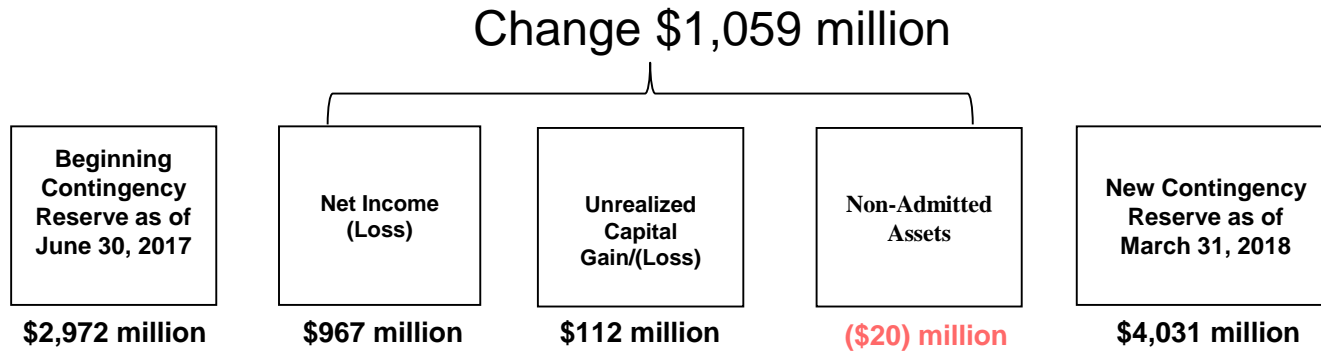 Change $1,059 million
Beginning
Contingency
Reserve as of
June 30, 2017
Net Income
(Loss)
Unrealized
Capital
Gain/(Loss)
Non-Admitted
Assets
New Contingency
Reserve as of
March 31, 2018
$2,972 million
$967 million
$112 million
($20) million
$4,031 million